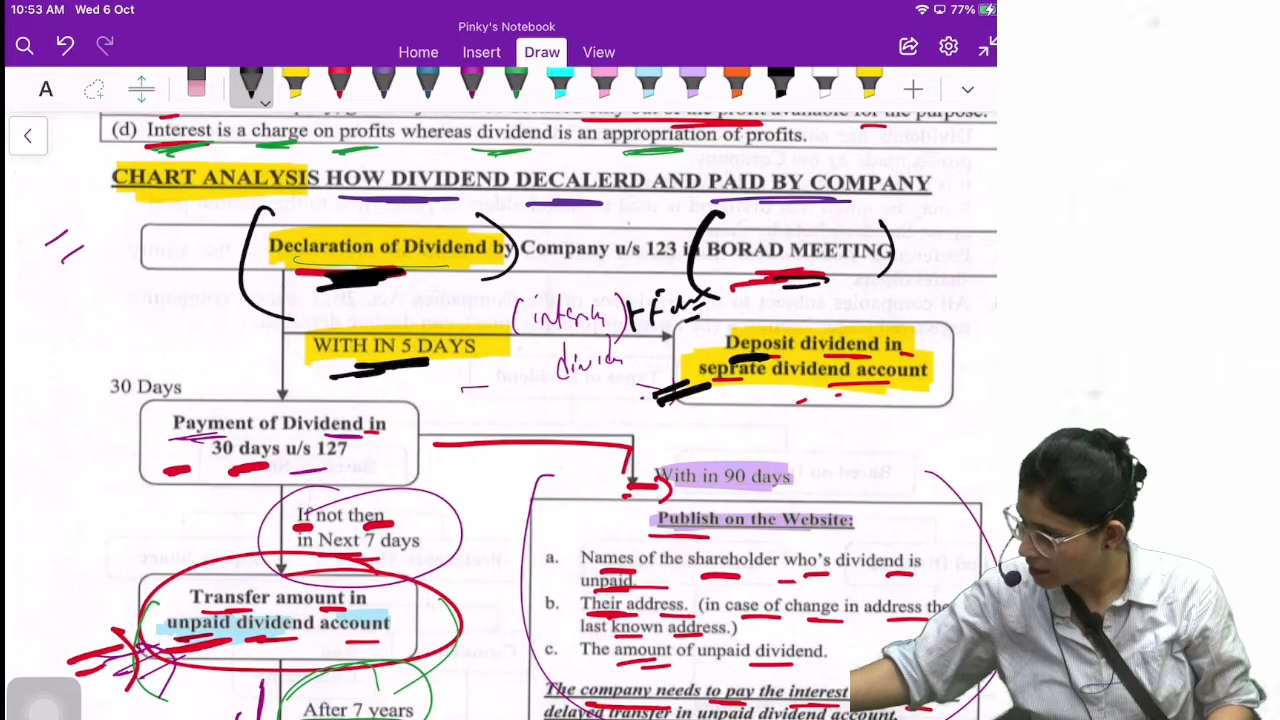 10:53 AM Wed 6 Oct
77%
Pinky's Notebook
Home Insert Draw View
A
(d) Interest is a charge on profits whereas dividend is an appropriation of profits.
CHART ANALYSIS HOW DIVIDEND DECALERD AND PAID BY COMPANY
Declaration of Dividend by Company u/s 123 in BORAD MEETING
WITH IN 5 DAYS
Deposit dividend in
seprate dividend account
30 Days
Payment of Dividend in
30 days u/s 127
With in 90 days
If not then
in Next 7 days
Publish on the Website:
a. Names of the shareholder who's dividend is
unpaid.
b. Their address. (in case of change in address the
last known address.)
c. The amount of unpaid dividend.
Transfer amount in
unpaid dividend account
The company needs to pay the interest
delayed transfer in unpaid dividend account.
After 7 years